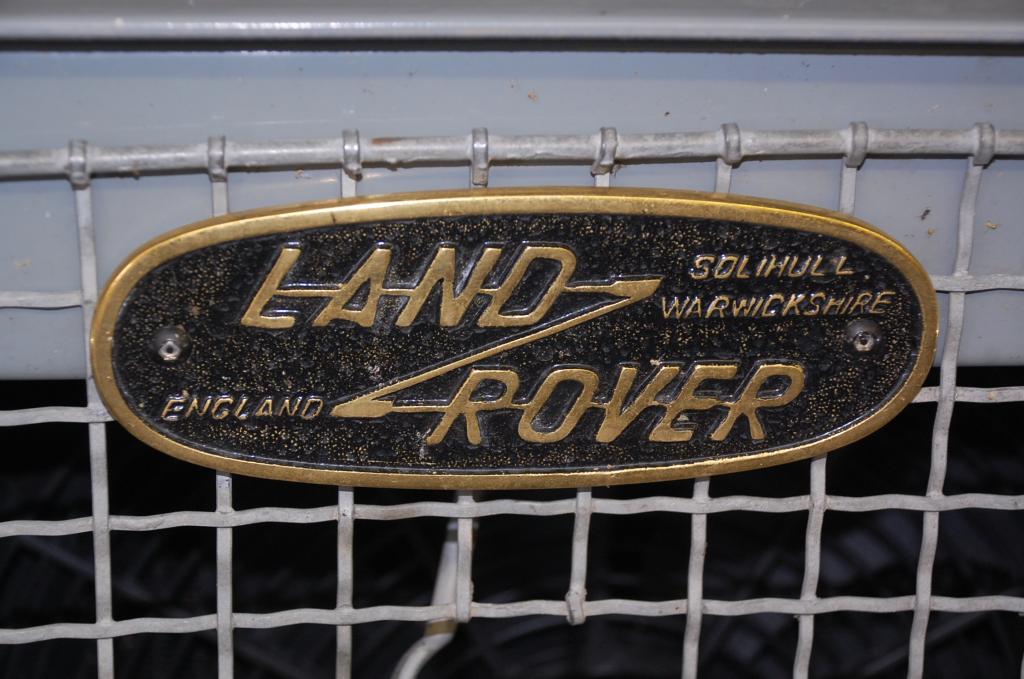 LAND
SOLIHULL
WARWICKSHIRE
ENGLAND
ROVER